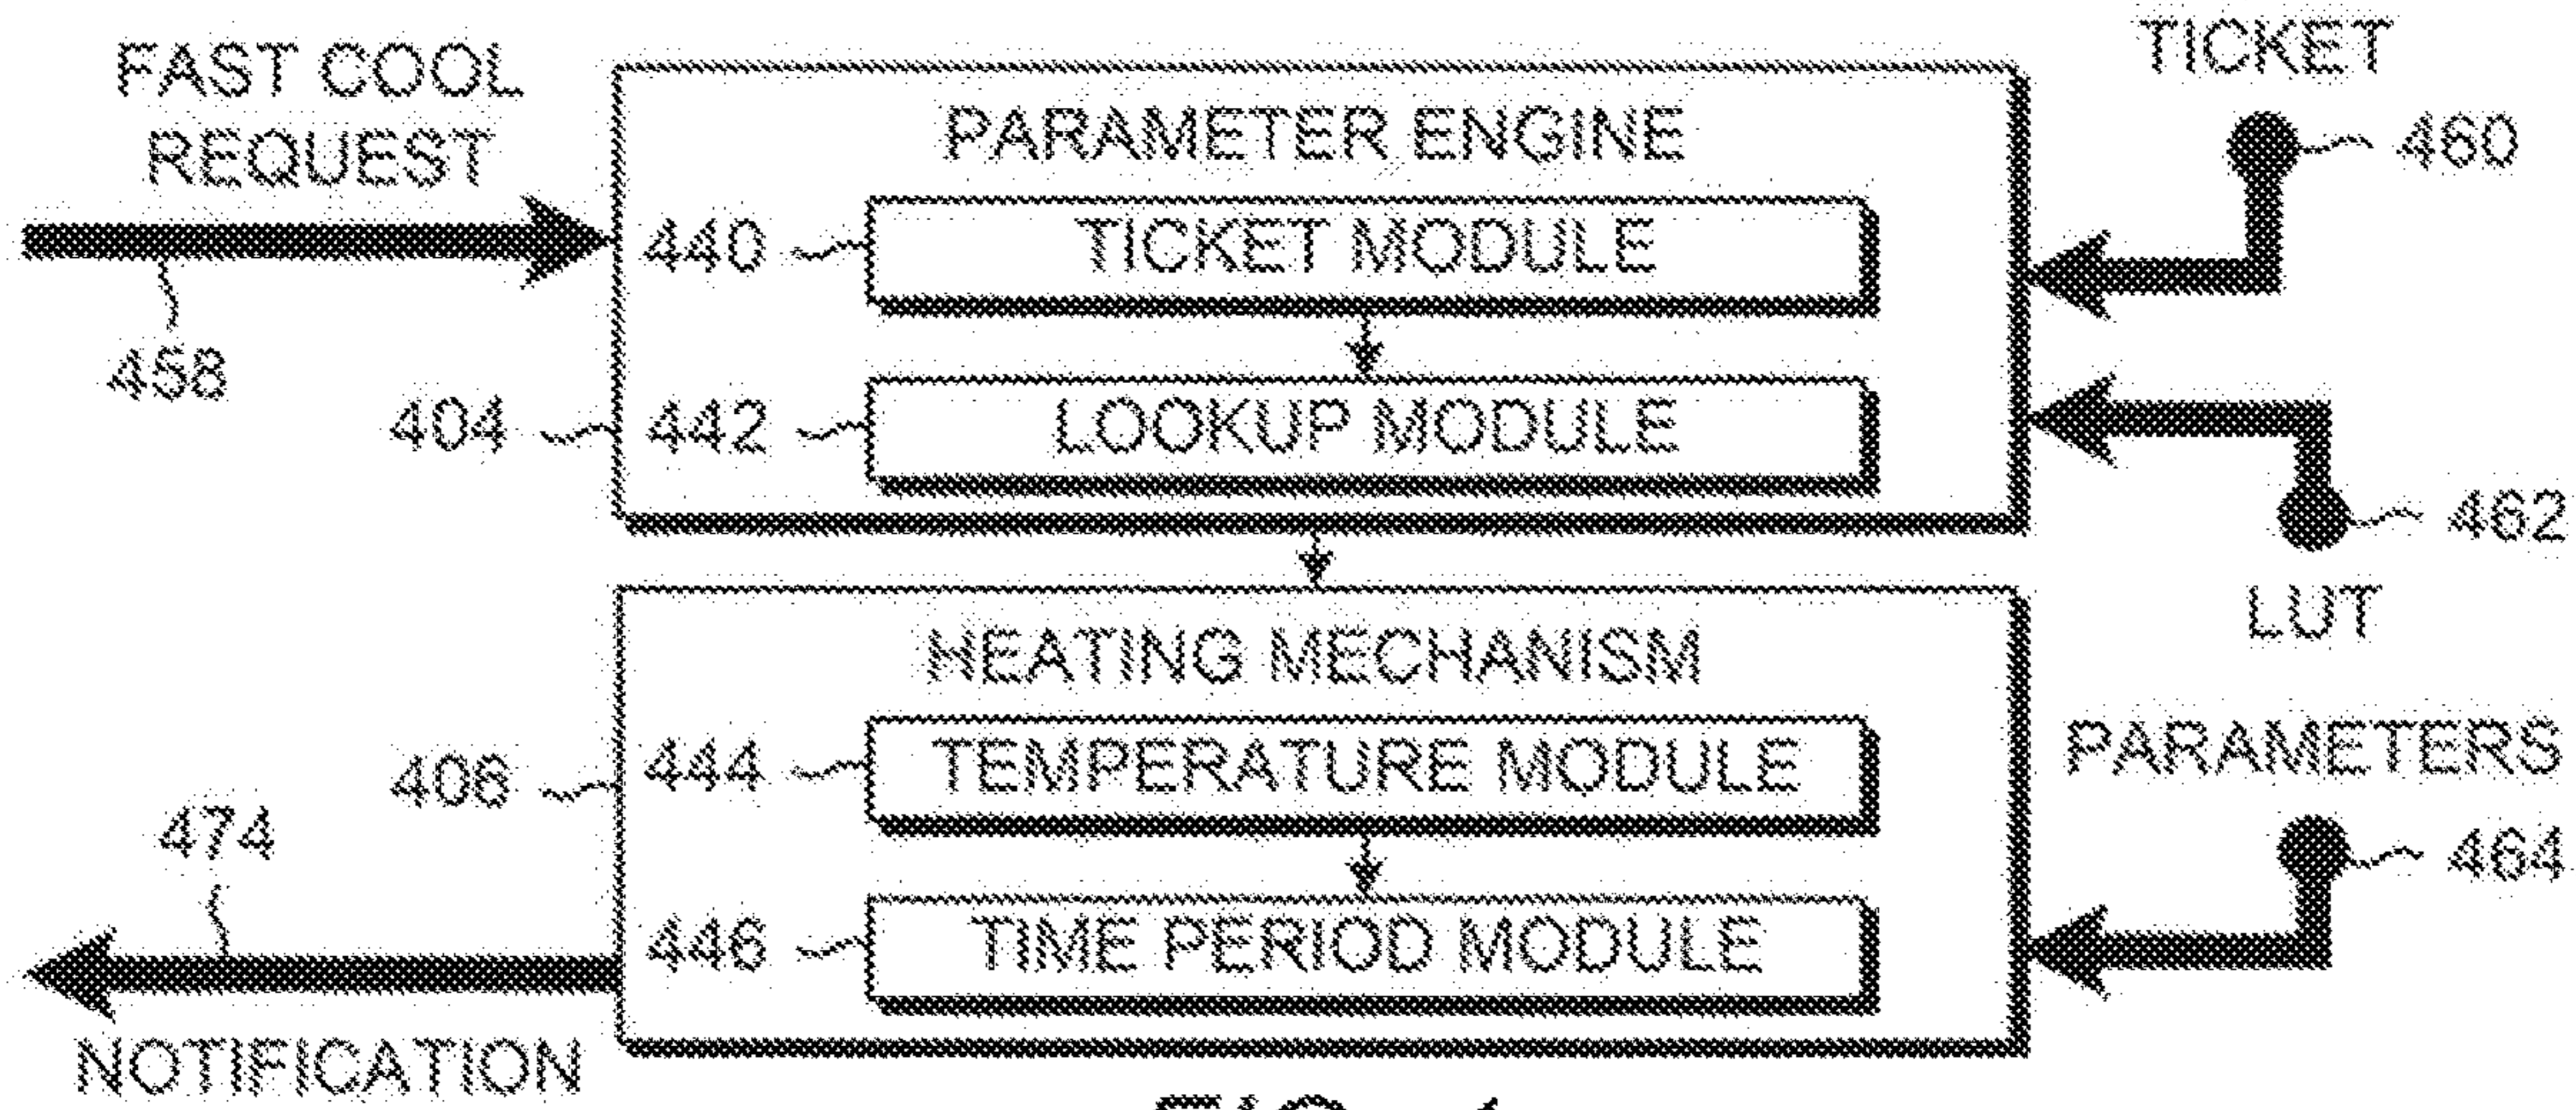 FAST COOL
REQUEST
458
PARAMETER ENGINE
440
TICKET MODULE
404
442
LOOKUP MODULE
TICKET
460
462
LUT
HEATING MECHANISM
406
444
TEMPERATURE MODULE
446
TIME PERIOD MODULE
PARAMETERS
464
474
NOTIFICATION